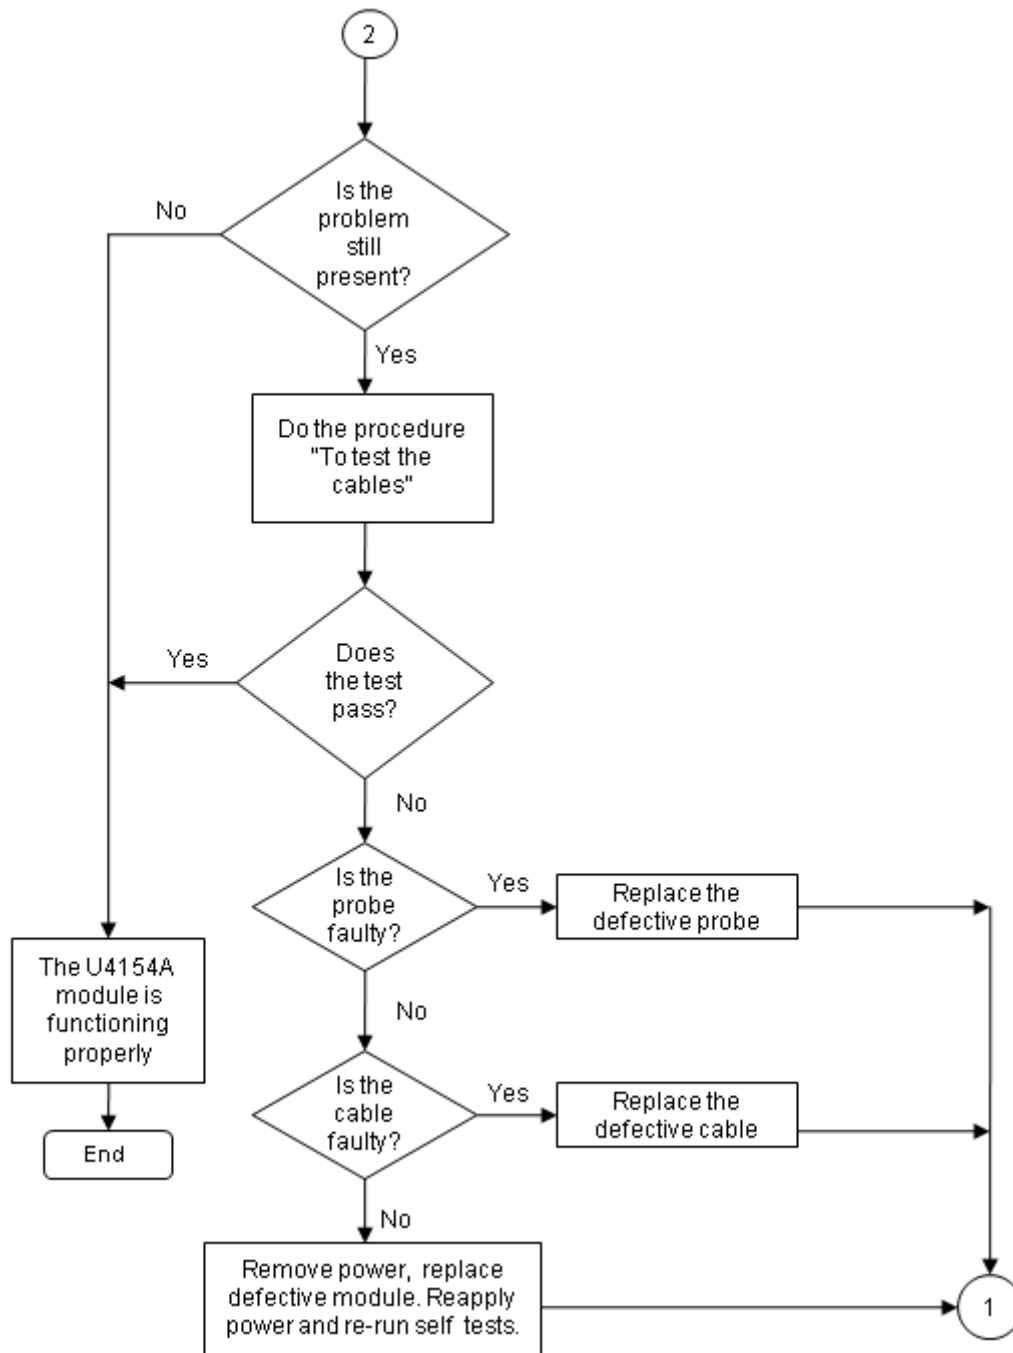 2
Is the
problem
still
present?
No
Yes
Do the procedure
"To test the
cables"
Does
the test
pass?
Yes
No
Is the
probe
faulty?
Yes
Replace the
defective probe
No
The U4154A
module is
functioning
properly
End
Is the
cable
faulty?
Yes
Replace the
defective cable
No
Remove power, replace
defective module. Reapply
power and re-run self tests.
1